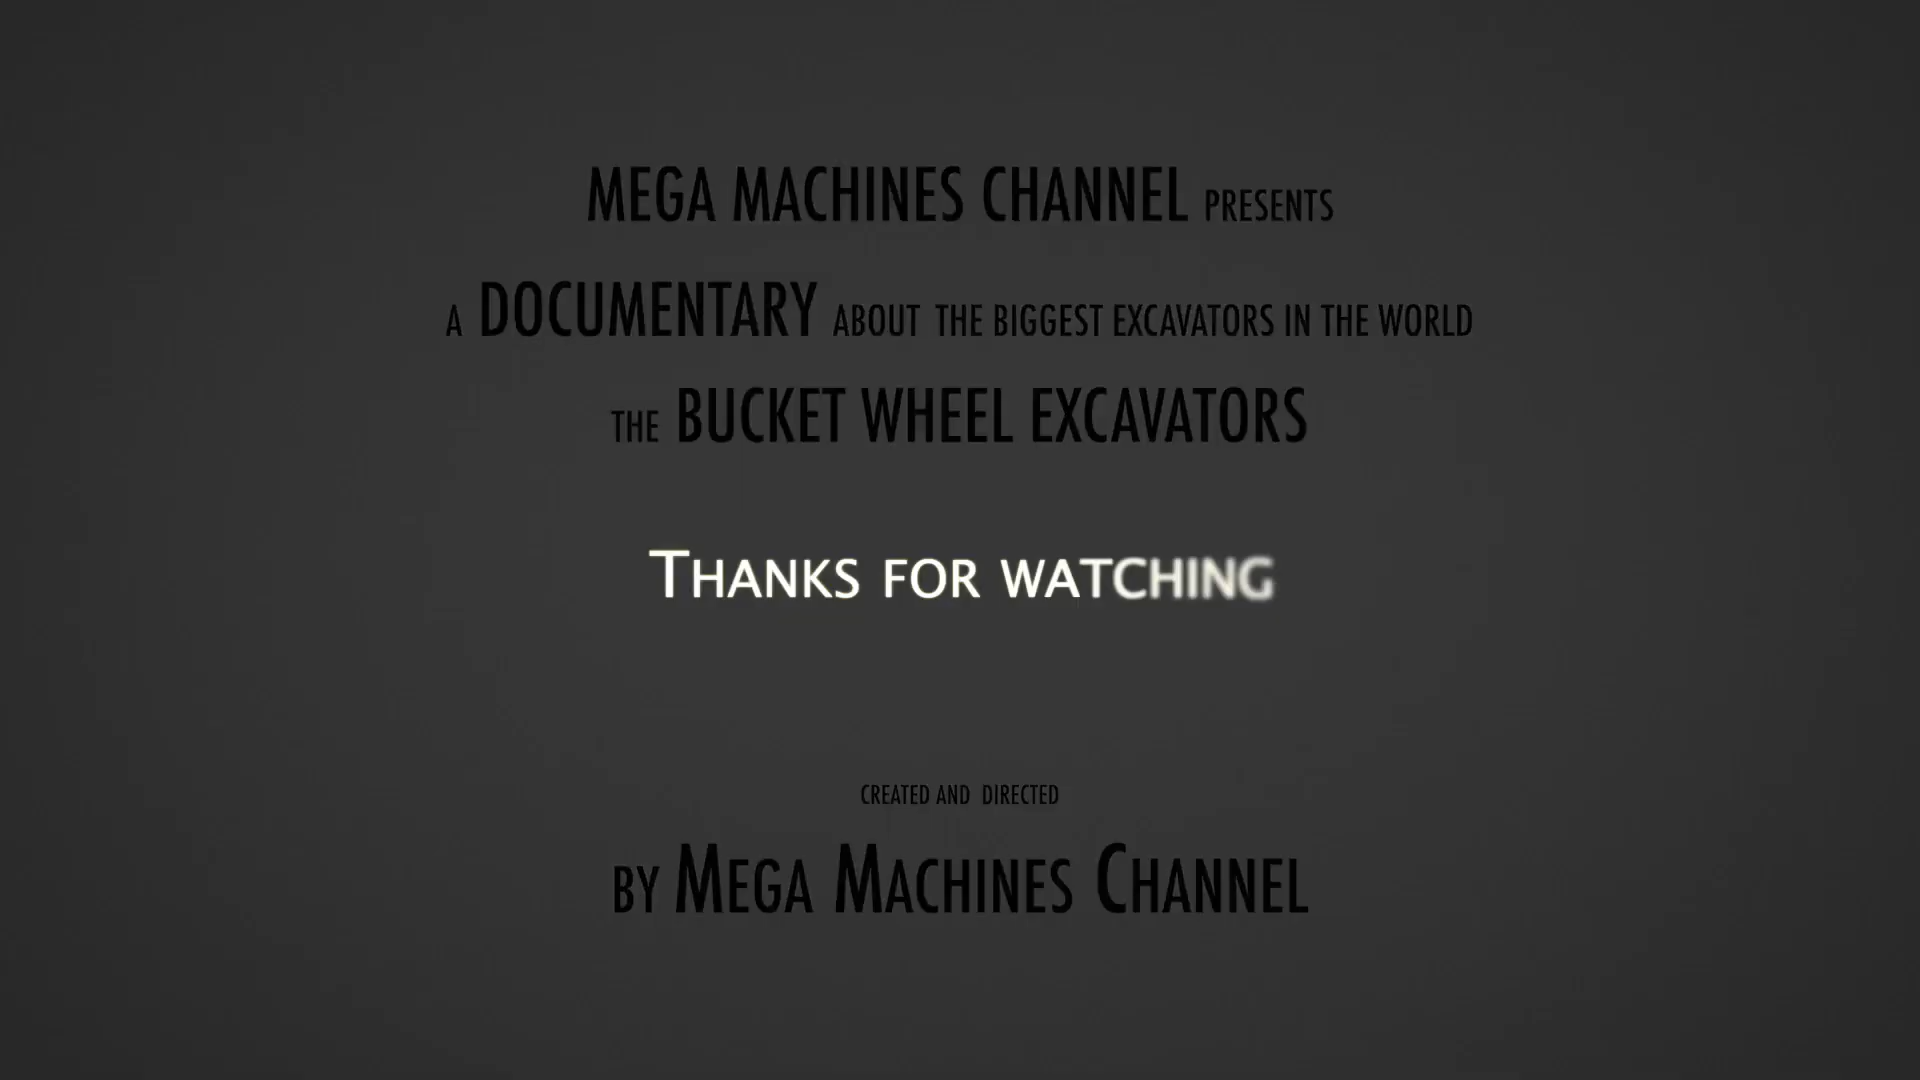 MEGA MACHINES CHANNEL PRESENTS
A DOCUMENTARY ABOUT THE BIGGEST EXCAVATORS IN THE WORLD
THE BUCKET WHEEL EXCAVATORS
THANKS FOR WATCHING
CREATED AND DIRECTED
BY MEGA MACHINES CHANNEL